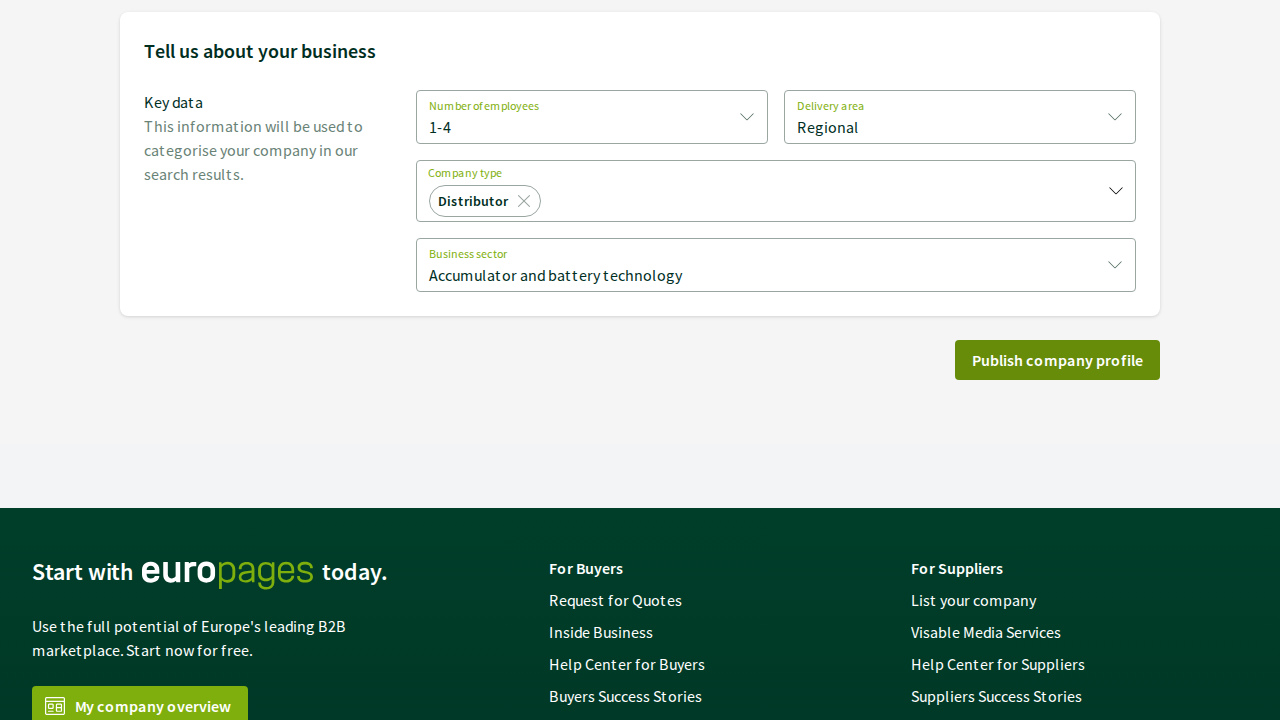 Tell us about your business
Key data
This information will be used to
categorise your company in our
search results.
Number of employees
1-4
Delivery area
Regional
Company type
Distributor
Business sector
Accumulator and battery technology
Publish company profile
Start with europages today.
Use the full potential of Europe's leading B2B
marketplace. Start now for free.
My company overview
For Buyers
Request for Quotes
Inside Business
Help Center for Buyers
Buyers Success Stories
For Suppliers
List your company
Visable Media Services
Help Center for Suppliers
Suppliers Success Stories